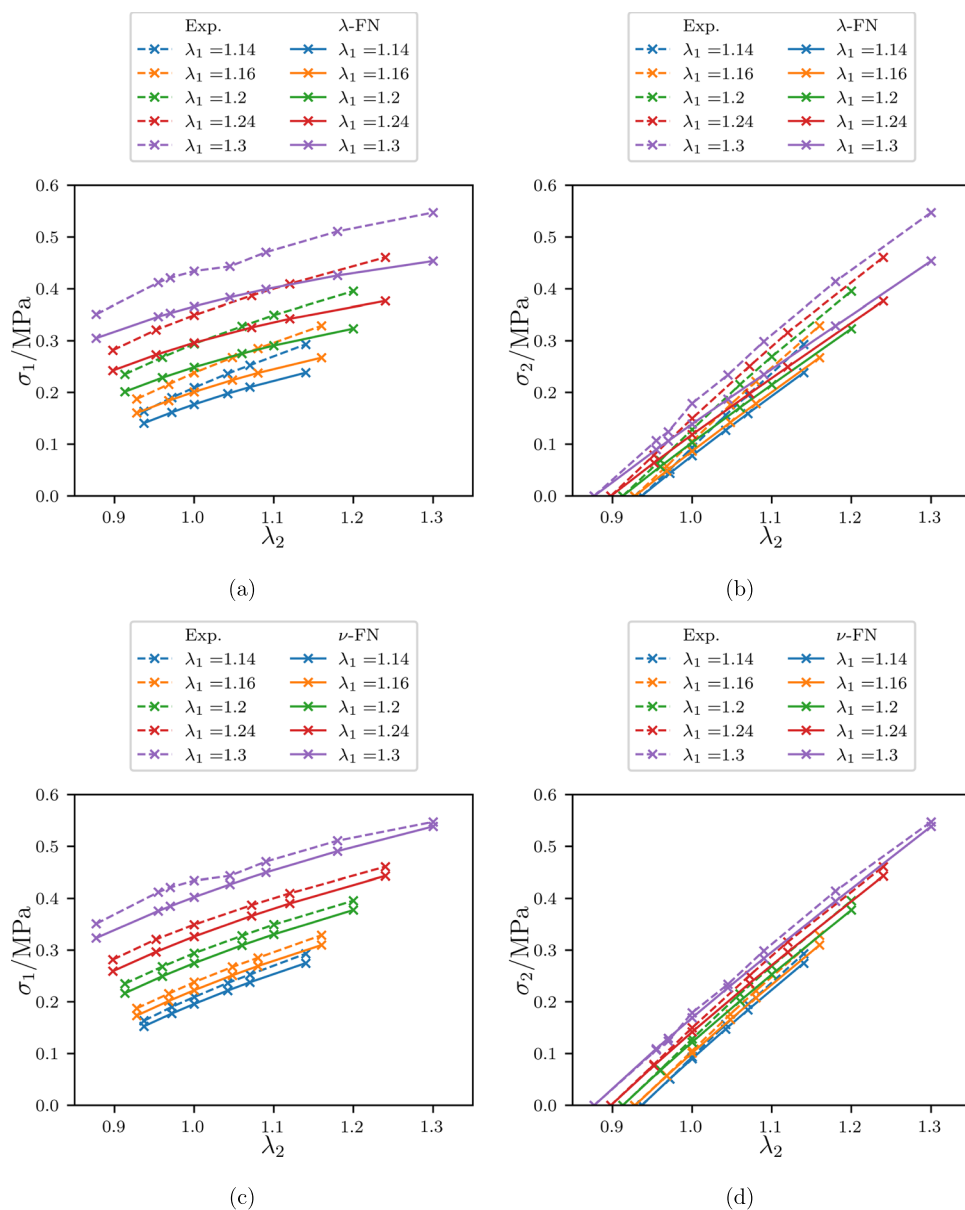 Exp. λ-FN
λ₁ =1.14 λ₁ =1.14
λ₁ =1.16 λ₁ =1.16
λ₁ =1.2 λ₁ =1.2
λ₁ =1.24 λ₁ =1.24
λ₁ =1.3 λ₁ =1.3
0.6
0.5
0.4
0.3
0.2
0.1
0.0
σ₁/MPa
0.9 1.0 1.1 1.2 1.3
λ₂
(a)
Exp. λ-FN
λ₁ =1.14 λ₁ =1.14
λ₁ =1.16 λ₁ =1.16
λ₁ =1.2 λ₁ =1.2
λ₁ =1.24 λ₁ =1.24
λ₁ =1.3 λ₁ =1.3
0.6
0.5
0.4
0.3
0.2
0.1
0.0
σ₂/MPa
0.9 1.0 1.1 1.2 1.3
λ₂
(b)
Exp. ν-FN
λ₁ =1.14 λ₁ =1.14
λ₁ =1.16 λ₁ =1.16
λ₁ =1.2 λ₁ =1.2
λ₁ =1.24 λ₁ =1.24
λ₁ =1.3 λ₁ =1.3
0.6
0.5
0.4
0.3
0.2
0.1
0.0
σ₁/MPa
0.9 1.0 1.1 1.2 1.3
λ₂
(c)
Exp. ν-FN
λ₁ =1.14 λ₁ =1.14
λ₁ =1.16 λ₁ =1.16
λ₁ =1.2 λ₁ =1.2
λ₁ =1.24 λ₁ =1.24
λ₁ =1.3 λ₁ =1.3
0.6
0.5
0.4
0.3
0.2
0.1
0.0
σ₂/MPa
0.9 1.0 1.1 1.2 1.3
λ₂
(d)